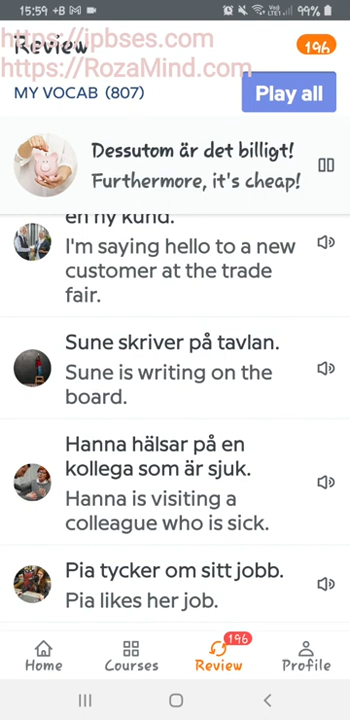 15:59 +B
99%
https://jpbses.com
Review
196
https://RozaMind.com
MY VOCAB (807)
Play all
Dessutom är det billigt!
Furthermore, it's cheap!
en ny kund.
I'm saying hello to a new
customer at the trade
fair.
Sune skriver på tavlan.
Sune is writing on the
board.
Hanna hälsar på en
kollega som är sjuk.
Hanna is visiting a
colleague who is sick.
Pia tycker om sitt jobb.
Pia likes her job.
196
Home Courses Review Profile